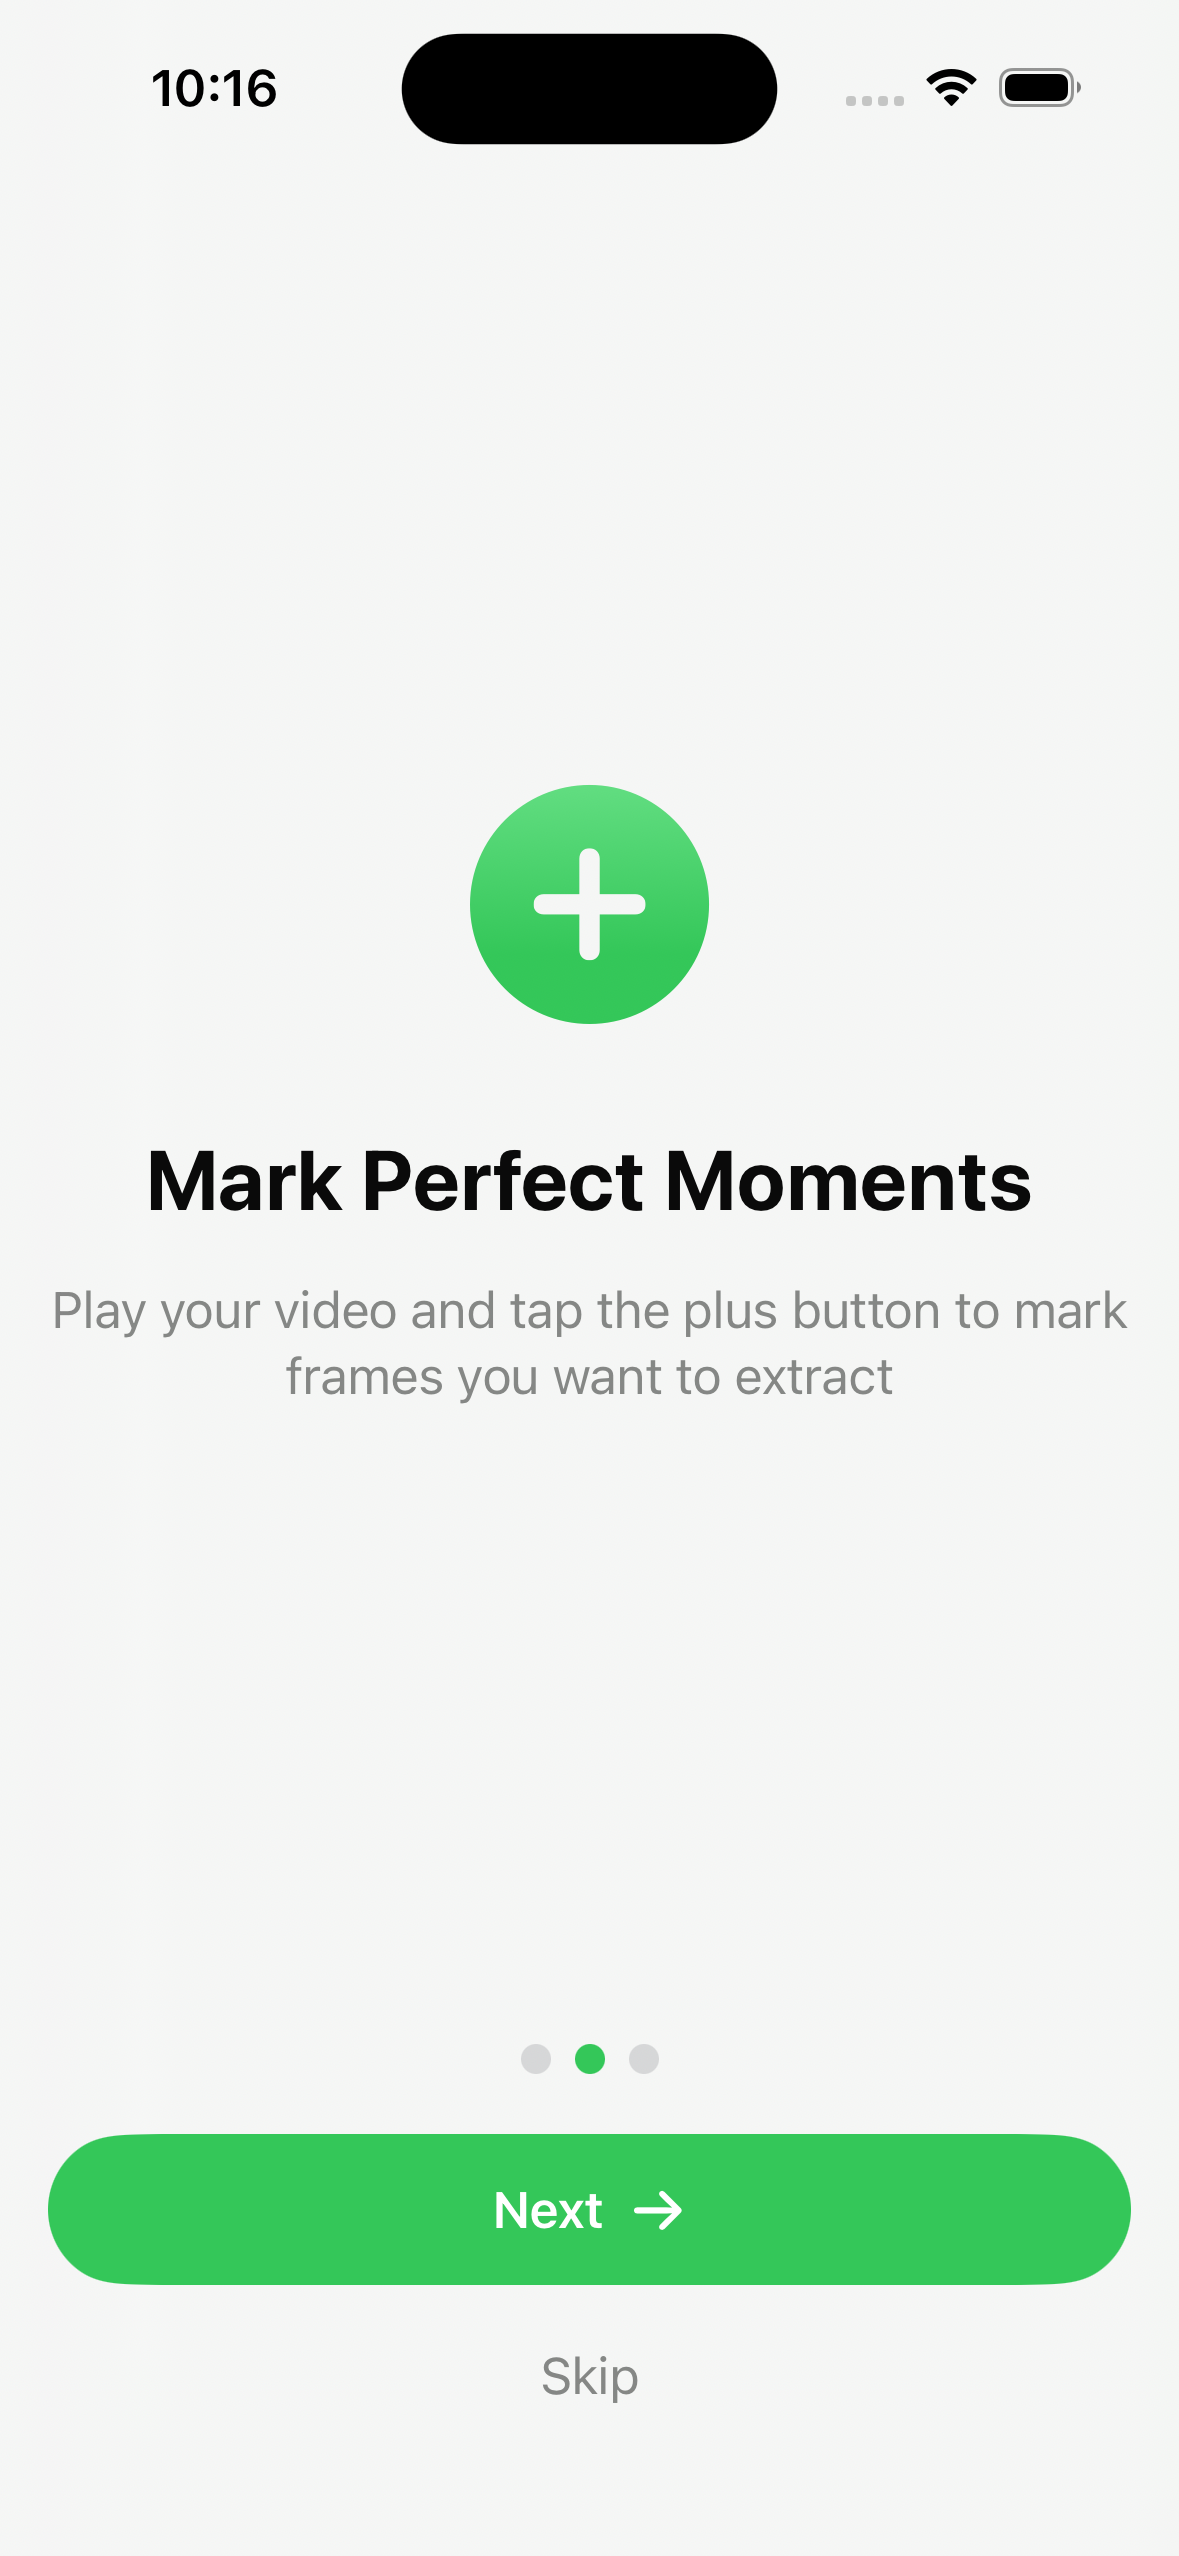 10:16
Mark Perfect Moments
Play your video and tap the plus button to mark
frames you want to extract
Next
Skip